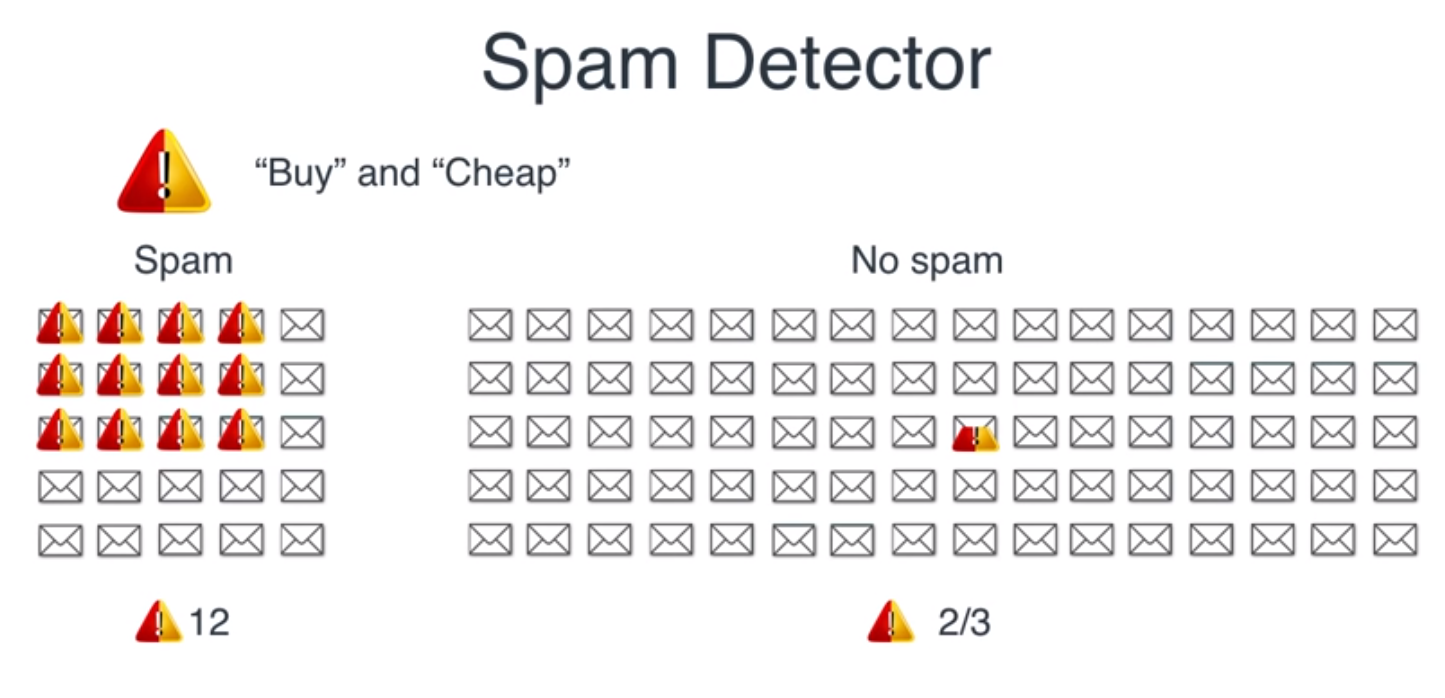 Spam Detector
“Buy” and “Cheap”
Spam
No spam
12
2/3